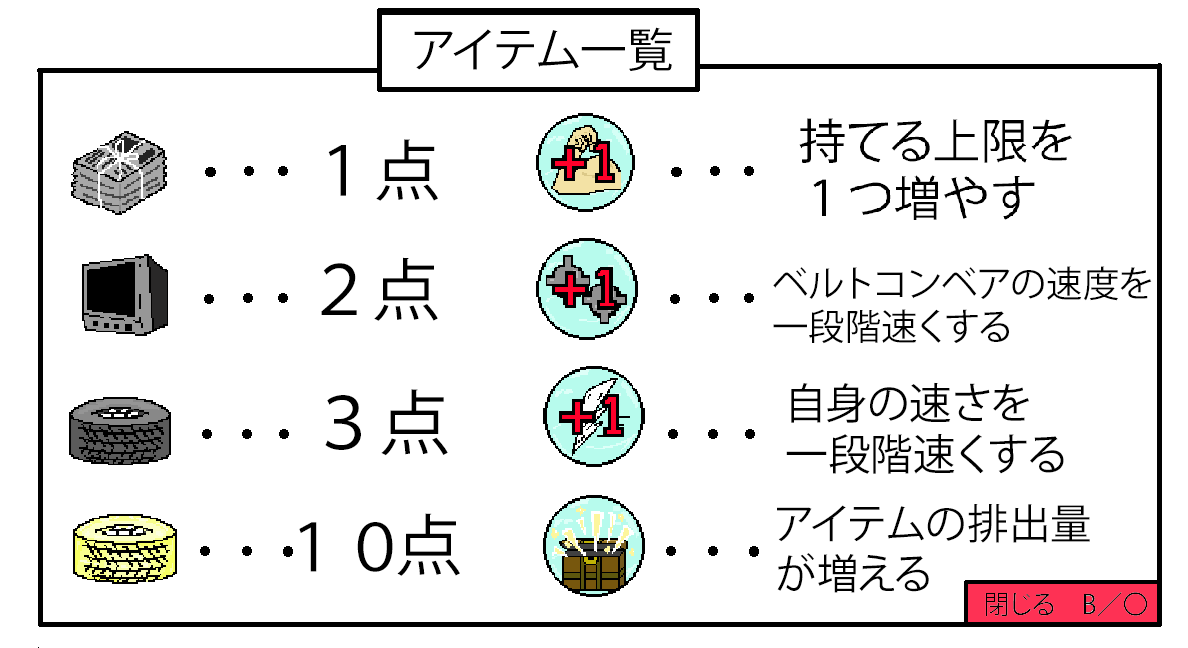 アイテム一覧
・・・1点
・・・2点
・・・3点
・・・10点
+1
・・・
持てる上限を
1つ増やす
+1
・・・
ベルトコンベアの速度を
一段階速くする
+1
・・・
自身の速さを
一段階速くする
・・・
アイテムの排出量
が増える
閉じる B／○